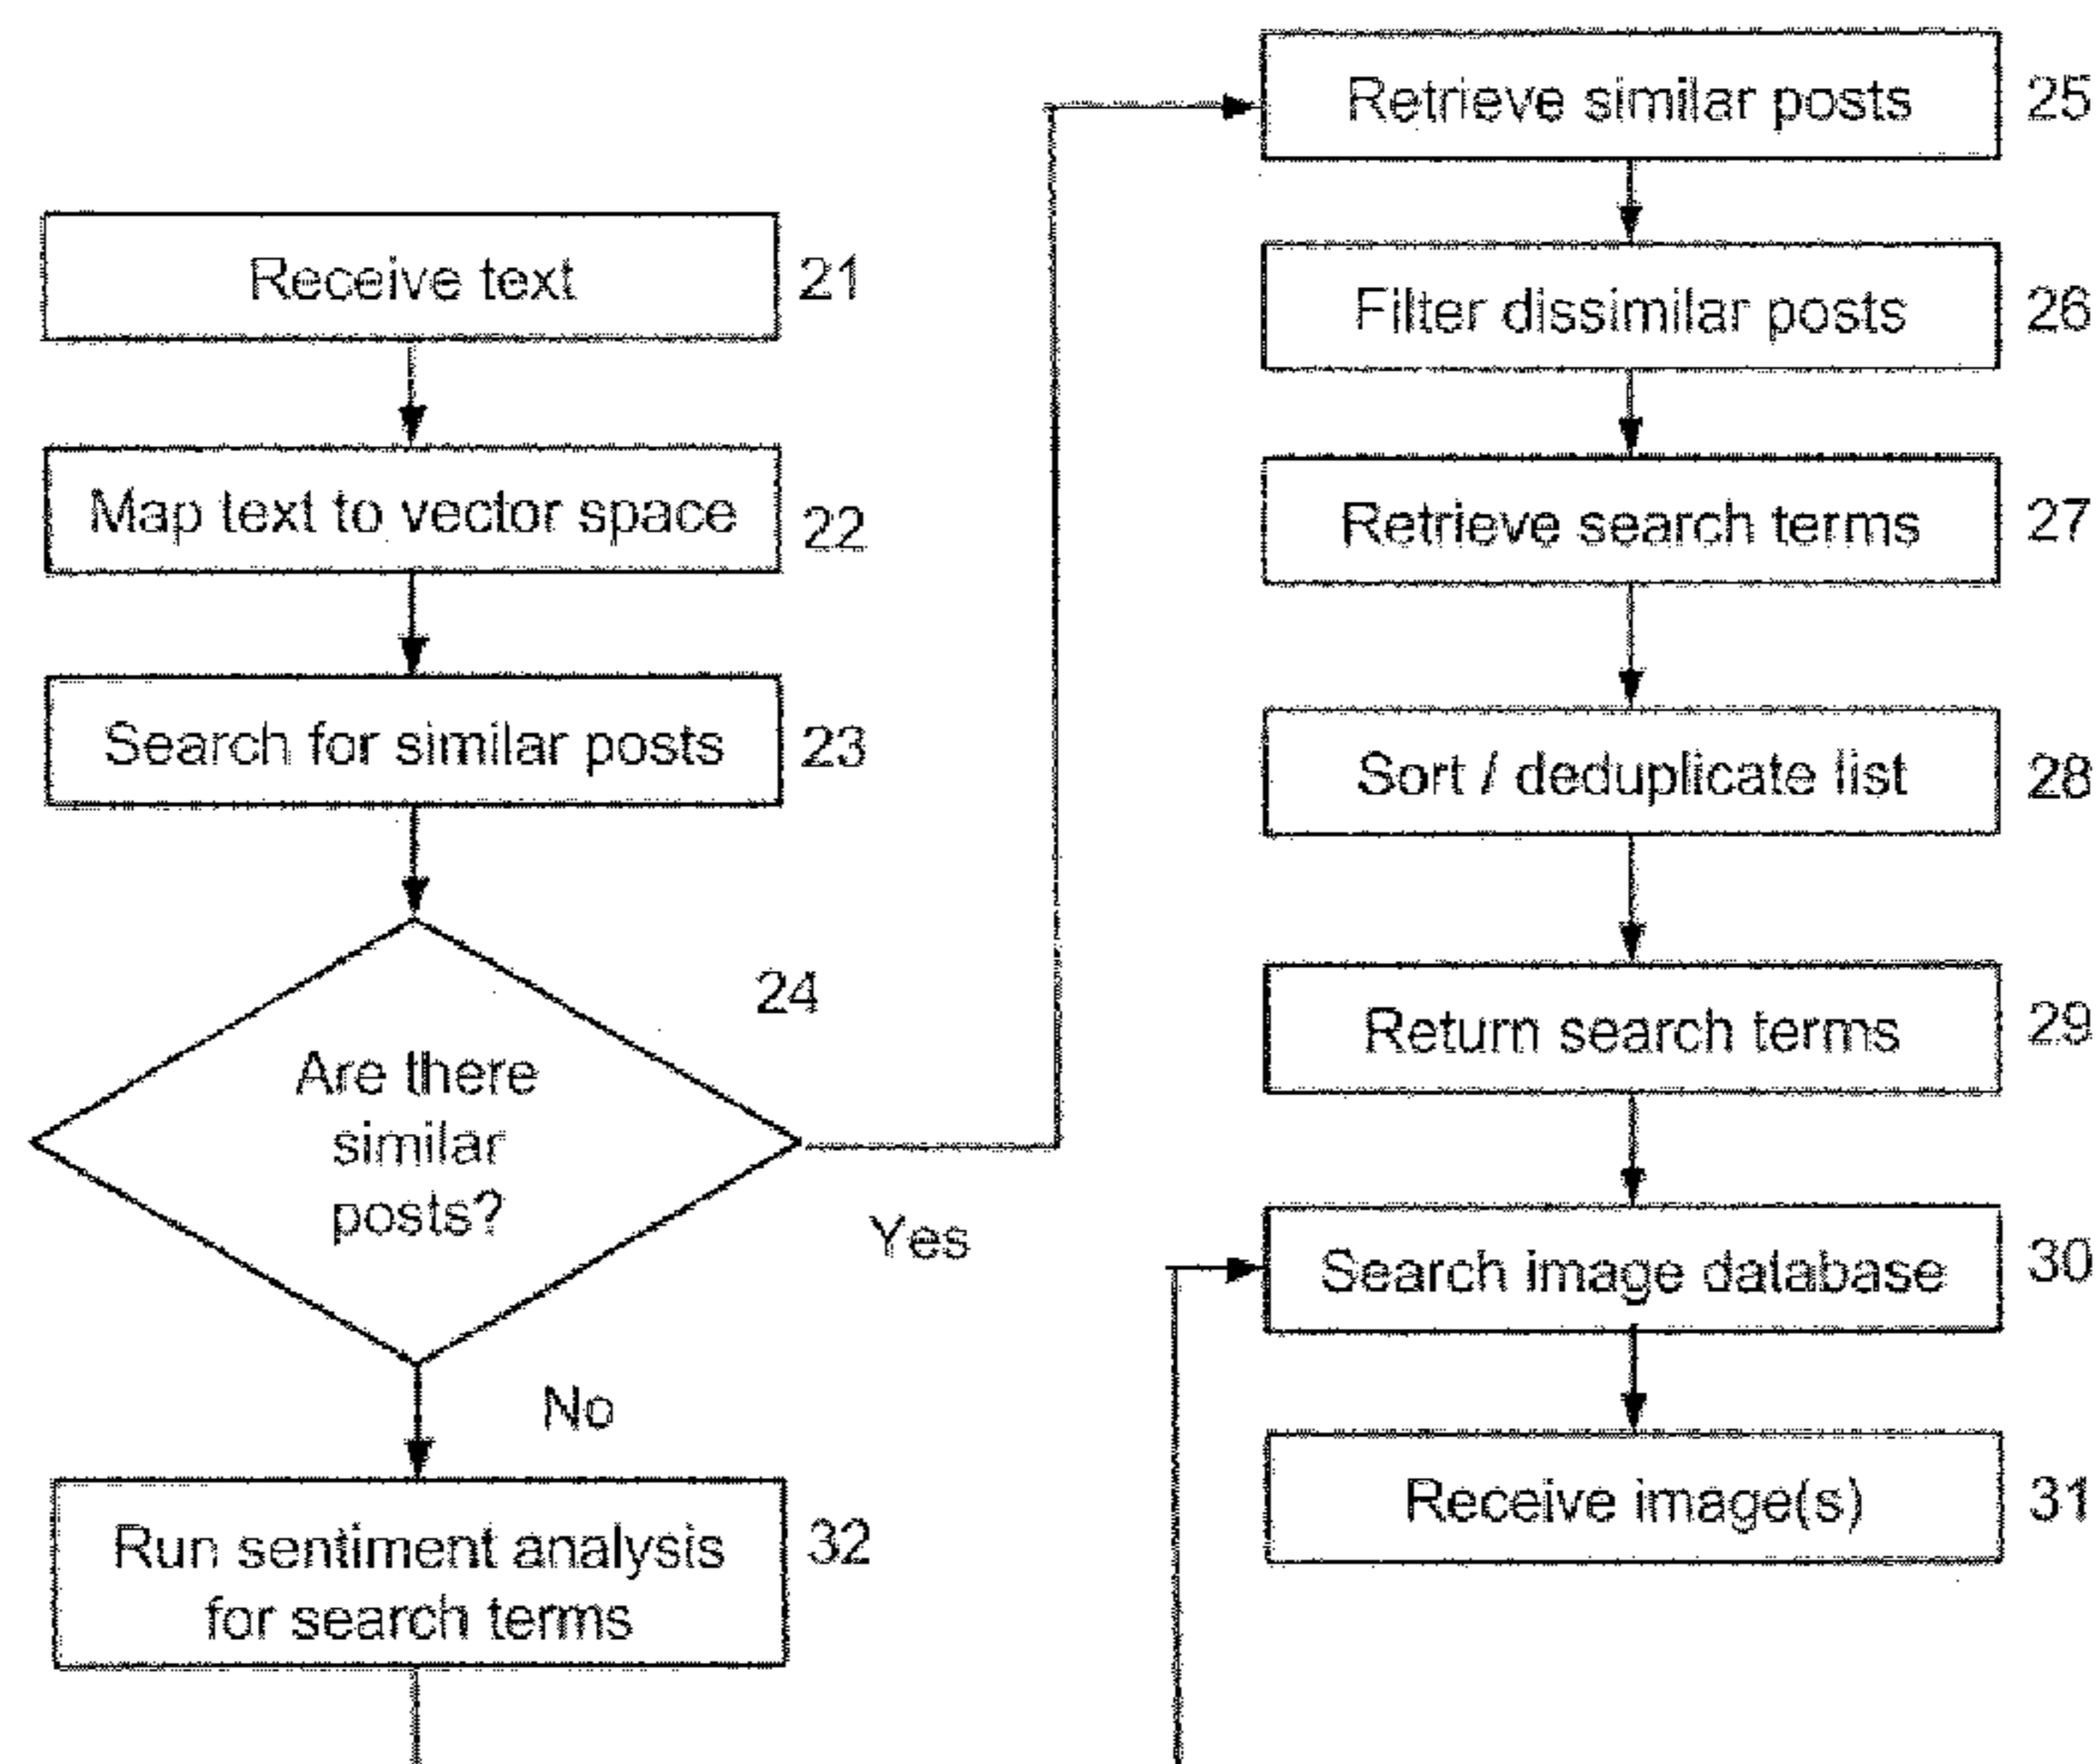 Receive text
21
Map text to vector space
22
Search for similar posts
23
24
Are there
similar
posts?
Yes
No
Run sentiment analysis
for search terms
32
Retrieve similar posts
25
Filter dissimilar posts
26
Retrieve search terms
27
Sort / deduplicate list
28
Return search terms
29
Search image database
30
Receive image(s)
31